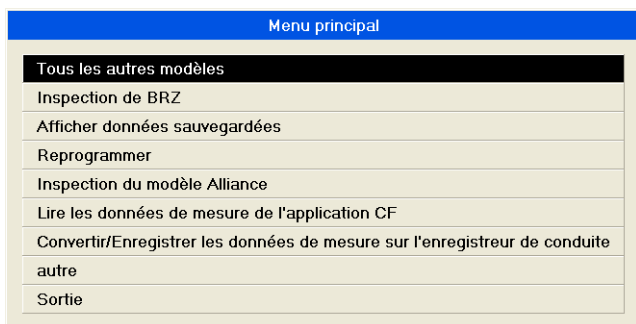 Menu principal
Tous les autres modèles
Inspection de BRZ
Afficher données sauvegardées
Reprogrammer
Inspection du modèle Alliance
Lire les données de mesure de l'application CF
Convertir/Enregistrer les données de mesure sur l'enregistreur de conduite
autre
Sortie